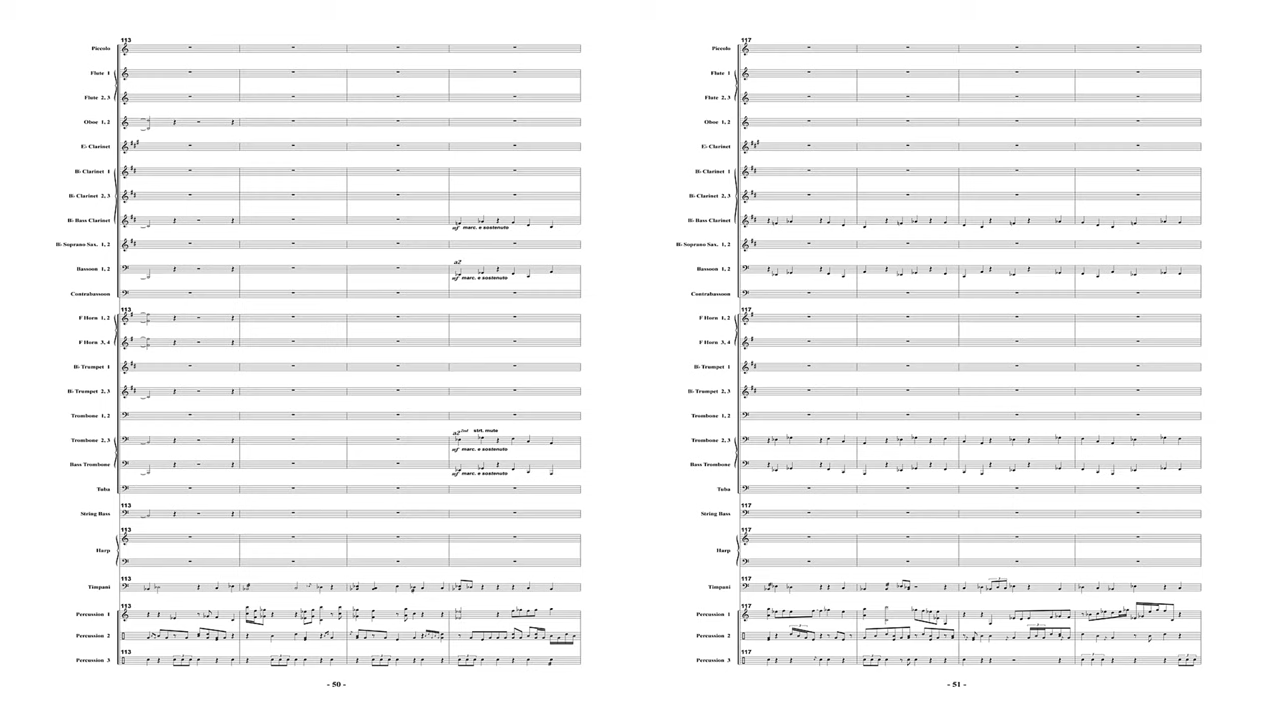 113
Piccolo
Flute 1
Flute 2, 3
Oboe 1, 2
E♭ Clarinet
B♭ Clarinet 1
B♭ Clarinet 2, 3
B♭ Bass Clarinet
sf marc. e sostenuto
B♭ Soprano Sax. 1, 2
a2
Bassoon 1, 2
sf marc. e sostenuto
Contrabassoon
113
F Horn 1, 2
F Horn 3, 4
B♭ Trumpet 1
B♭ Trumpet 2, 3
Trombone 1, 2
a2 strt. mute
Trombone 2, 3
sf marc. e sostenuto
Bass Trombone
sf marc. e sostenuto
Tuba
113
String Bass
113
Harp
113
Timpani
113
Percussion 1
113
Percussion 2
113
Percussion 3
- 50 -
117
Piccolo
Flute 1
Flute 2, 3
Oboe 1, 2
E♭ Clarinet
B♭ Clarinet 1
B♭ Clarinet 2, 3
B♭ Bass Clarinet
B♭ Soprano Sax. 1, 2
Bassoon 1, 2
Contrabassoon
117
F Horn 1, 2
F Horn 3, 4
B♭ Trumpet 1
B♭ Trumpet 2, 3
Trombone 1, 2
Trombone 2, 3
Bass Trombone
Tuba
117
String Bass
117
Harp
117
Timpani
117
Percussion 1
117
Percussion 2
117
Percussion 3
- 51 -